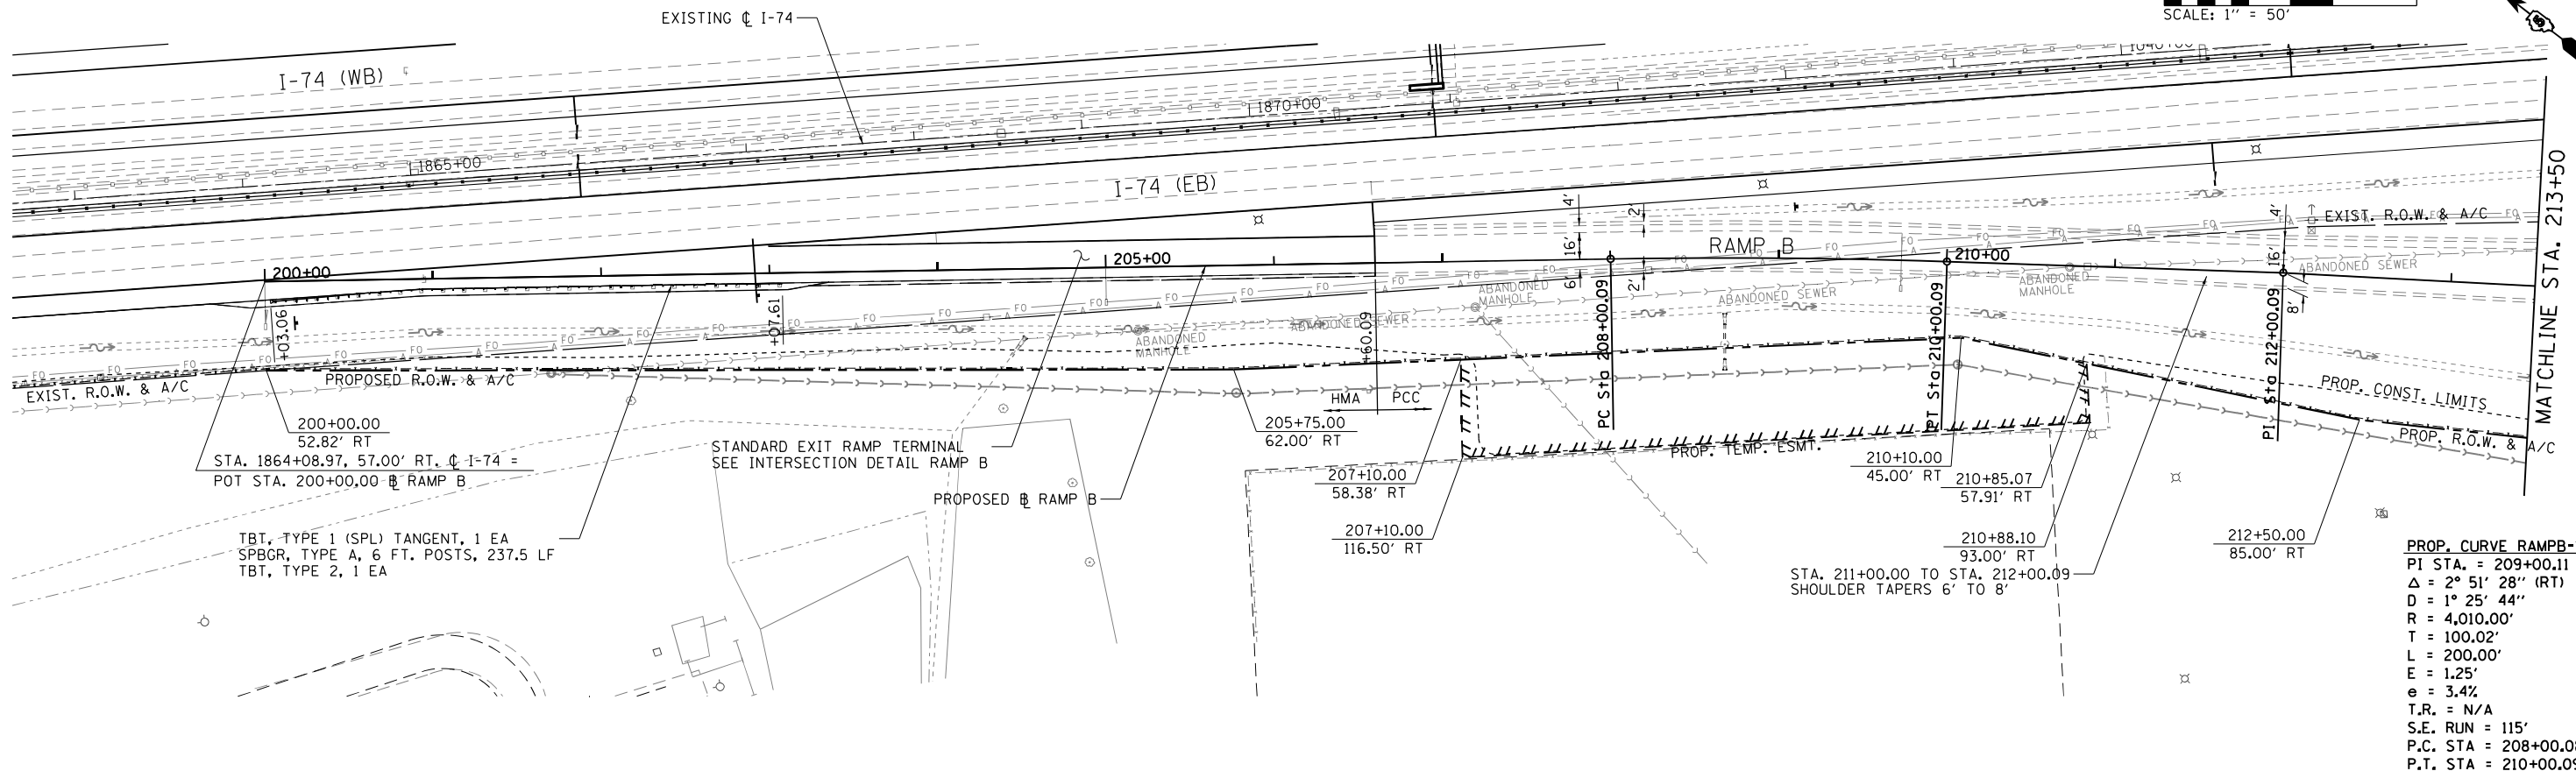 EXISTING ℄ I-74
SCALE: 1" = 50'
I-74 (WB)
1865+00
1870+00
I-74 (EB)
200+00
205+00
RAMP B
210+00
4'
2'
16'
6'
2'
4'
16'
8'
EXIST. R.O.W. & A/C
MATCHLINE STA. 213+50
+03.06
+07.61
+60.09
FO
A
ABANDONED
MANHOLE
ABANDONED SEWER
ABANDONED
MANHOLE
ABANDONED SEWER
ABANDONED
MANHOLE
ABANDONED SEWER
PC Sta 208+00.09
PT Sta 210+00.09
PI Sta 212+00.09
EXIST. R.O.W. & A/C
PROPOSED R.O.W. & A/C
HMA
PCC
PROP. CONST. LIMITS
PROP. R.O.W. & A/C
PROP. TEMP. ESMT.
200+00.00
52.82' RT
STA. 1864+08.97, 57.00' RT. ℄ I-74 =
POT STA. 200+00.00 B RAMP B
STANDARD EXIT RAMP TERMINAL
SEE INTERSECTION DETAIL RAMP B
PROPOSED B RAMP B
205+75.00
62.00' RT
207+10.00
58.38' RT
207+10.00
116.50' RT
210+10.00
45.00' RT
210+85.07
57.91' RT
210+88.10
93.00' RT
212+50.00
85.00' RT
STA. 211+00.00 TO STA. 212+00.09
SHOULDER TAPERS 6' TO 8'
TBT, TYPE 1 (SPL) TANGENT, 1 EA
SPBGR, TYPE A, 6 FT. POSTS, 237.5 LF
TBT, TYPE 2, 1 EA
PROP. CURVE RAMPB-
PI STA. = 209+00.11
Δ = 2° 51' 28" (RT)
D = 1° 25' 44"
R = 4,010.00'
T = 100.02'
L = 200.00'
E = 1.25'
e = 3.4%
T.R. = N/A
S.E. RUN = 115'
P.C. STA = 208+00.0
P.T. STA = 210+00.09